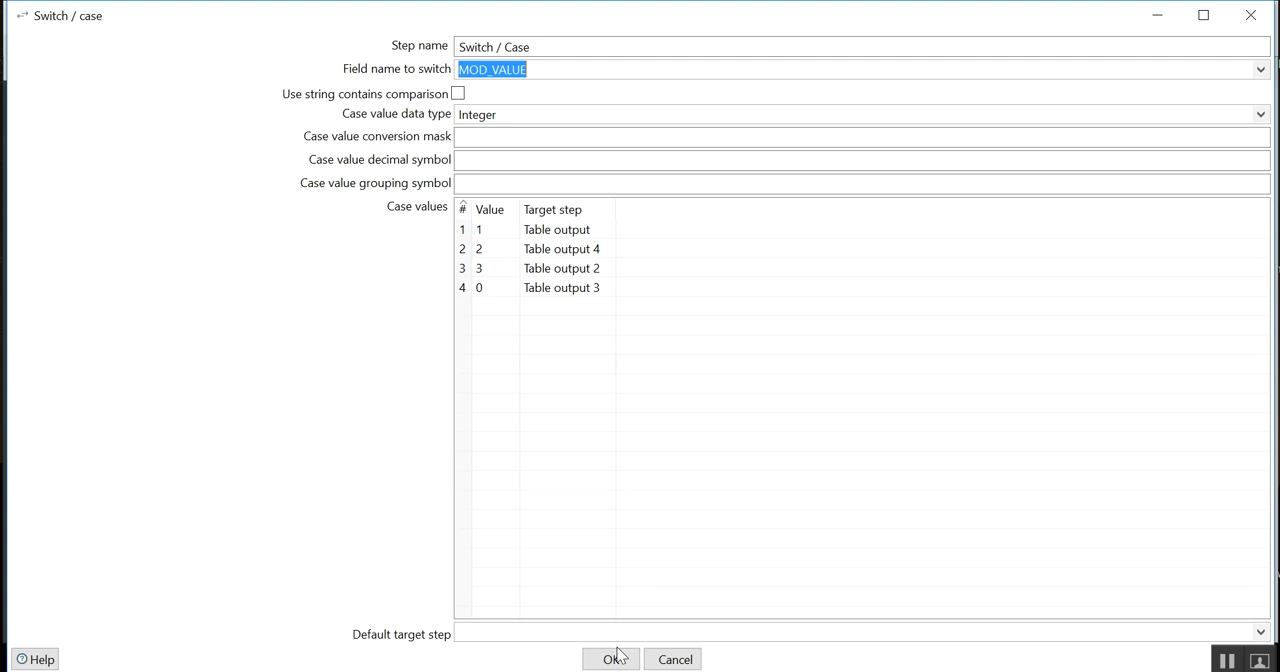 Switch / case
Step name Switch / Case
Field name to switch MOD_VALUE
Use string contains comparison
Case value data type Integer
Case value conversion mask
Case value decimal symbol
Case value grouping symbol
Case values # Value Target step
1 1 Table output
2 2 Table output 4
3 3 Table output 2
4 0 Table output 3
Default target step
Help OK Cancel